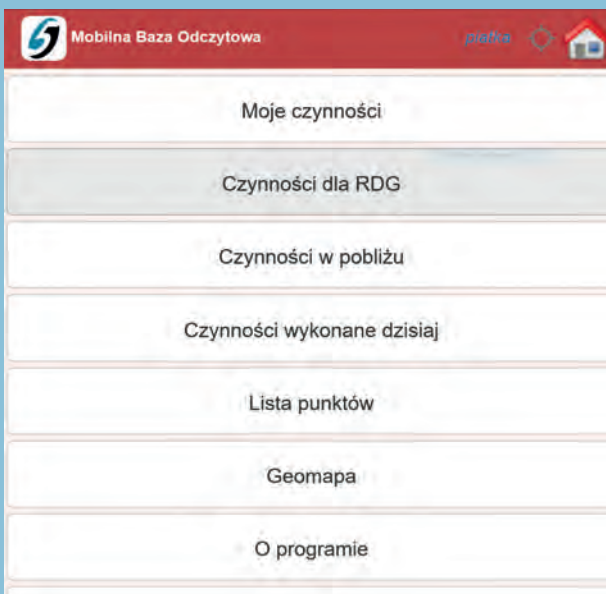 Mobilna Baza Odczytowa
Moje czynności
Czynności dla RDG
Czynności w pobliżu
Czynności wykonane dzisiaj
Lista punktów
Geomapa
O programie